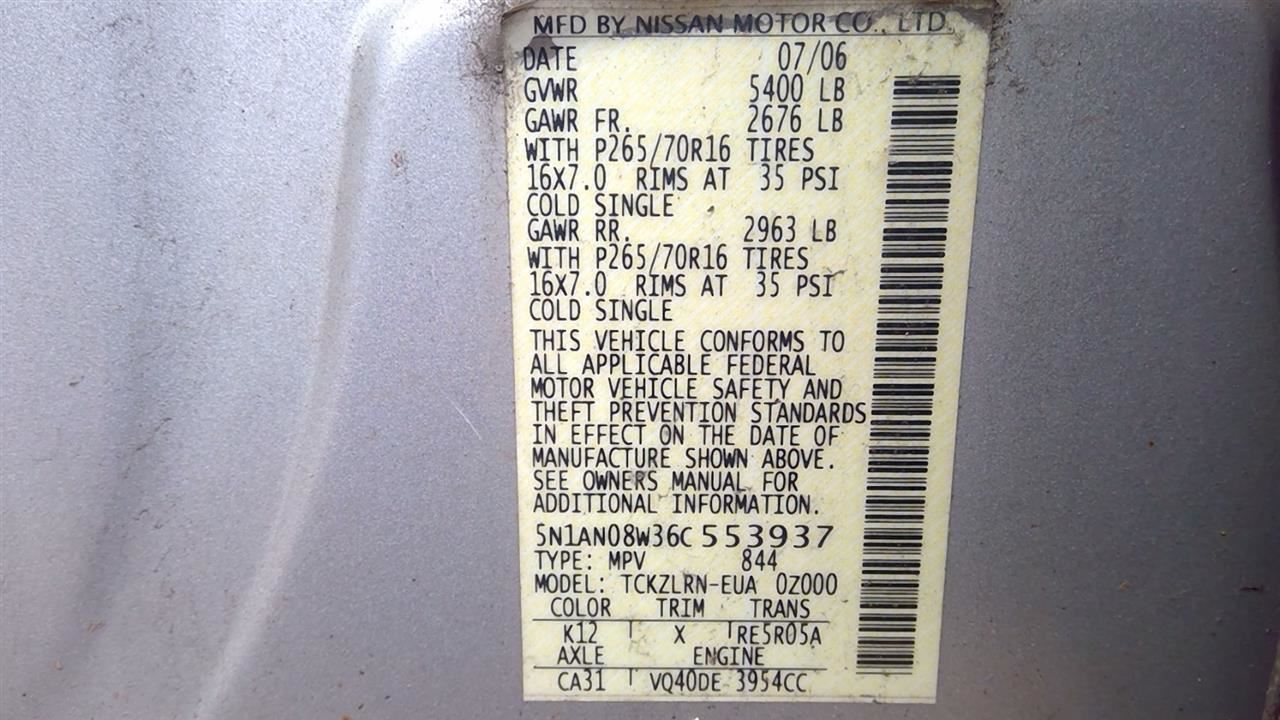 MFD BY NISSAN MOTOR CO., LTD.
DATE 07/06
GVWR 5400 LB
GAWR FR. 2676 LB
WITH P265/70R16 TIRES
16X7.0 RIMS AT 35 PSI
COLD SINGLE
GAWR RR. 2963 LB
WITH P265/70R16 TIRES
16X7.0 RIMS AT 35 PSI
COLD SINGLE
THIS VEHICLE CONFORMS TO
ALL APPLICABLE FEDERAL
MOTOR VEHICLE SAFETY AND
THEFT PREVENTION STANDARDS
IN EFFECT ON THE DATE OF
MANUFACTURE SHOWN ABOVE.
SEE OWNERS MANUAL FOR
ADDITIONAL INFORMATION.
5N1AN08W36C553937
TYPE: MPV 844
MODEL: TCKZLRN-EUA 0Z000
COLOR TRIM TRANS
K12 X RE5R05A
AXLE ENGINE
CA31 VQ40DE 3954CC